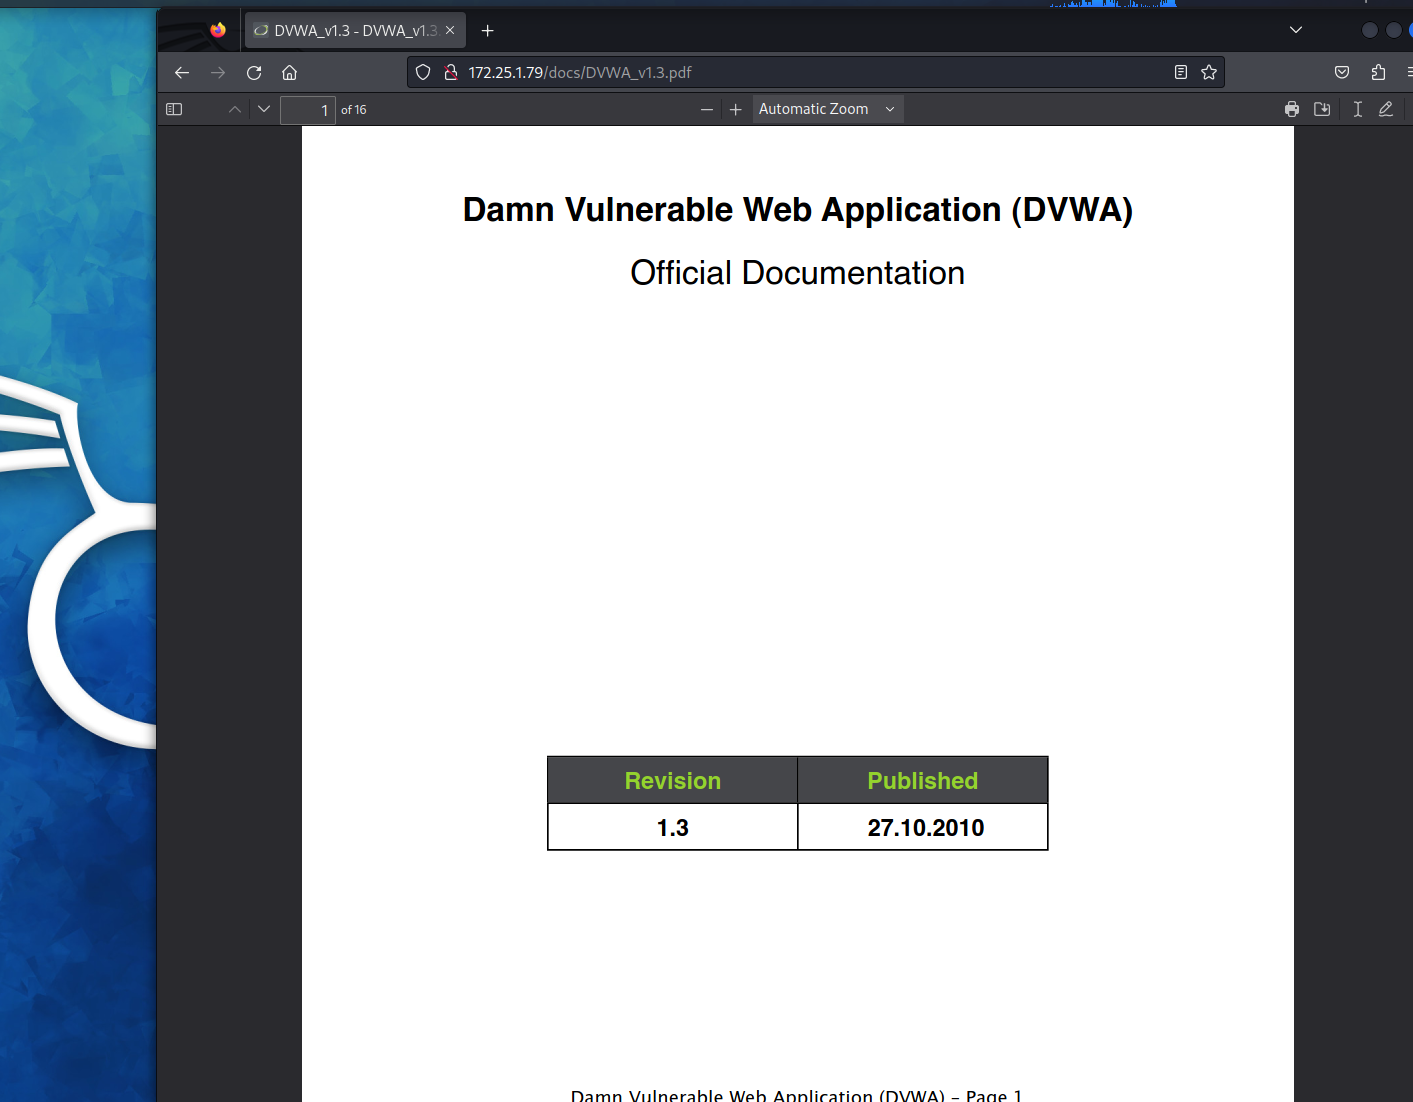 DVWA_v1.3 - DVWA_v1.3.
172.25.1.79/docs/DVWA_v1.3.pdf
1 of 16
Automatic Zoom
Damn Vulnerable Web Application (DVWA)
Official Documentation
Revision Published
1.3 27.10.2010
Damn Vulnerable Web Application (DVWA) – Page 1